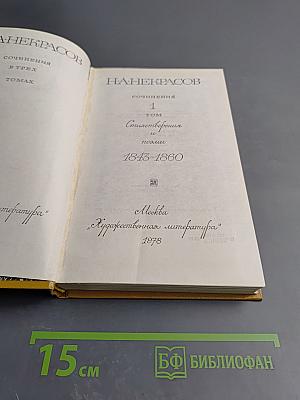 Н.А.НЕКРАСОВ
СОЧИНЕНИЯ
В ТРЕХ
ТОМАХ
Н.А.НЕКРАСОВ
СОЧИНЕНИЯ
1
ТОМ
Стихотворения
и
поэмы
1843-1860
Москва
„Художественная литература"
1978
15 см
БФ БИБЛИОФАН